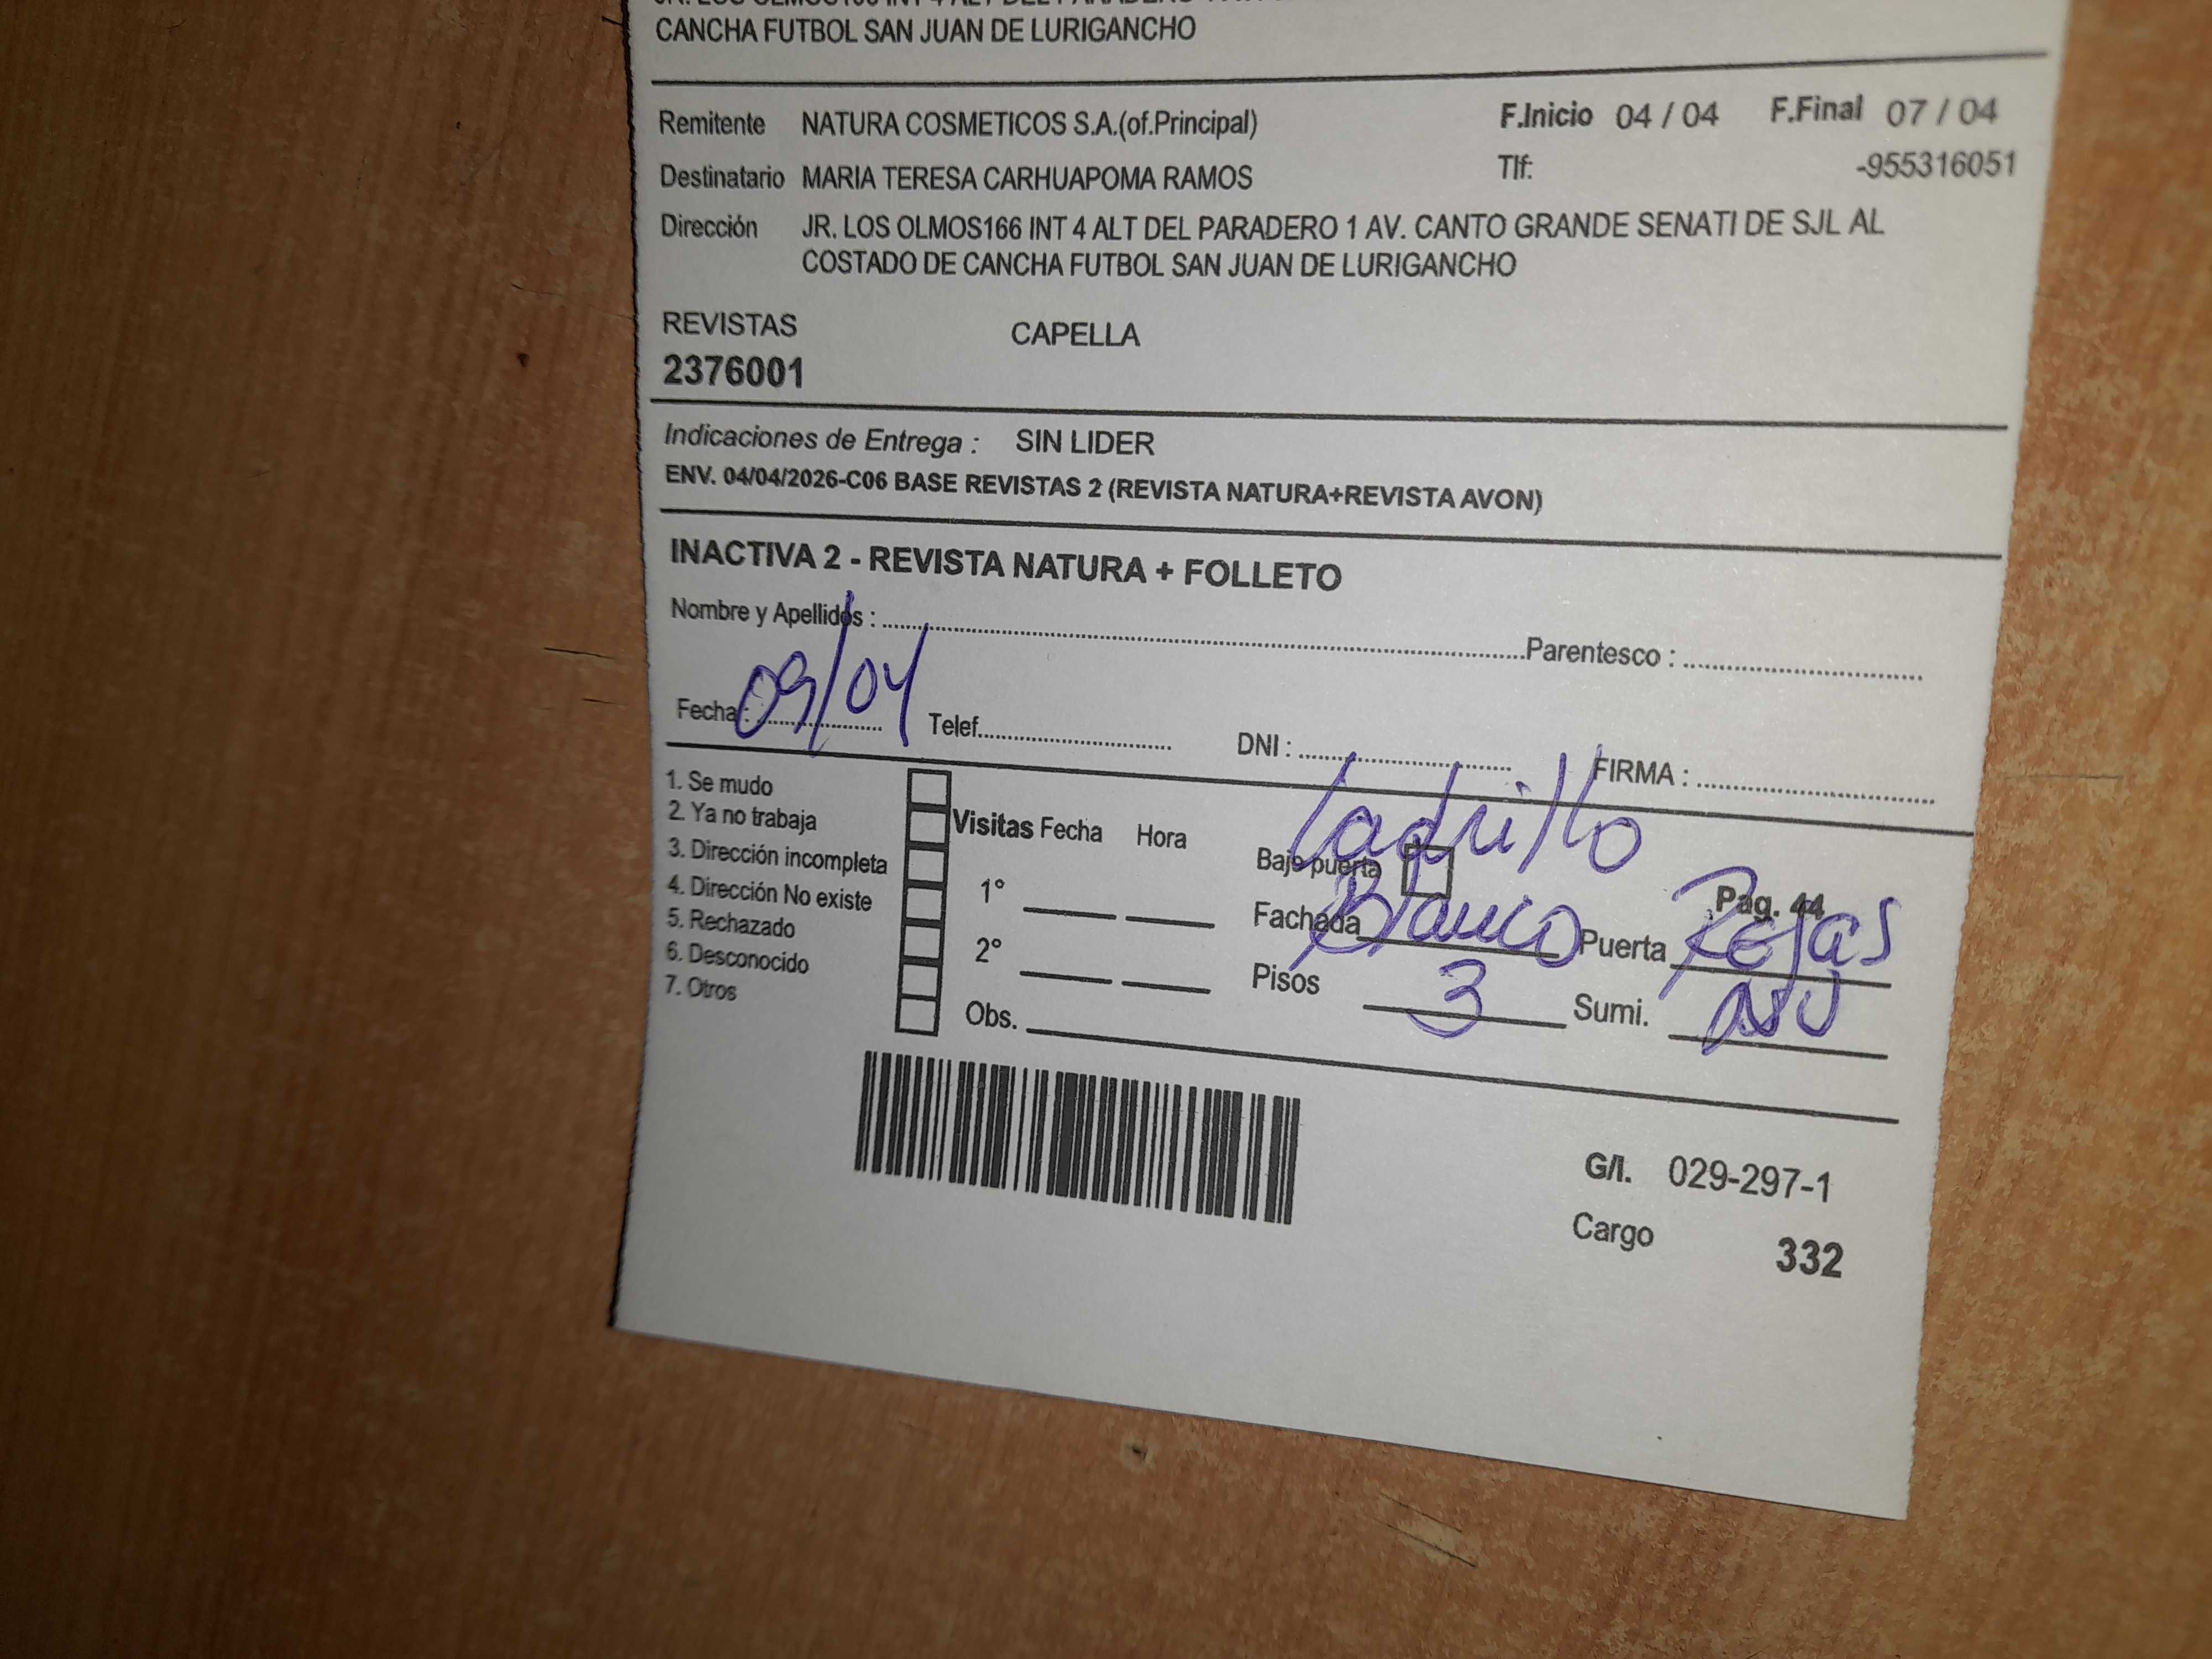 CANCHA FUTBOL SAN JUAN DE LURIGANCHO
Remitente NATURA COSMETICOS S.A.(of.Principal) F.Inicio 04 / 04 F.Final 07 / 04
Destinatario MARIA TERESA CARHUAPOMA RAMOS Tlf: -955316051
Dirección JR. LOS OLMOS166 INT 4 ALT DEL PARADERO 1 AV. CANTO GRANDE SENATI DE SJL AL
COSTADO DE CANCHA FUTBOL SAN JUAN DE LURIGANCHO
REVISTAS CAPELLA
2376001
Indicaciones de Entrega : SIN LIDER
ENV. 04/04/2026-C06 BASE REVISTAS 2 (REVISTA NATURA+REVISTA AVON)
INACTIVA 2 - REVISTA NATURA + FOLLETO
Nombre y Apellidos : Parentesco :
Fecha : 09/04 Telef. DNI : FIRMA :
1. Se mudo
2. Ya no trabaja
3. Dirección incompleta
4. Dirección No existe
5. Rechazado
6. Desconocido
7. Otros
Visitas Fecha Hora
1°
2°
Obs.
Ladrillo
Bajo puerta Pag. 44
Fachada Blanco Puerta Rejas
Pisos 3 Sumi.
G/I. 029-297-1
Cargo 332